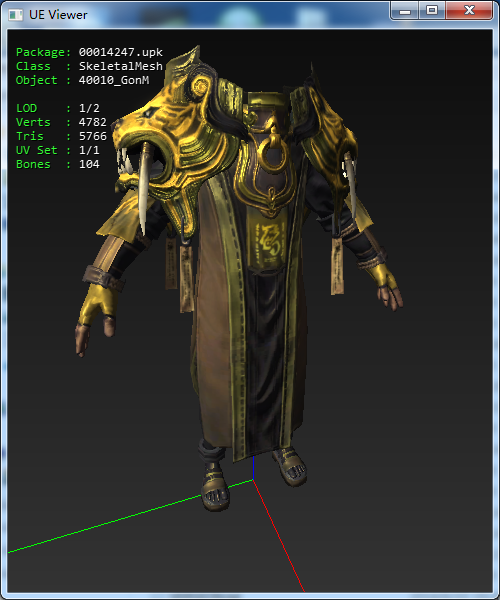 UE Viewer
Package: 00014247.upk
Class : SkeletalMesh
Object : 40010_GonM
LOD : 1/2
Verts : 4782
Tris : 5766
UV Set : 1/1
Bones : 104